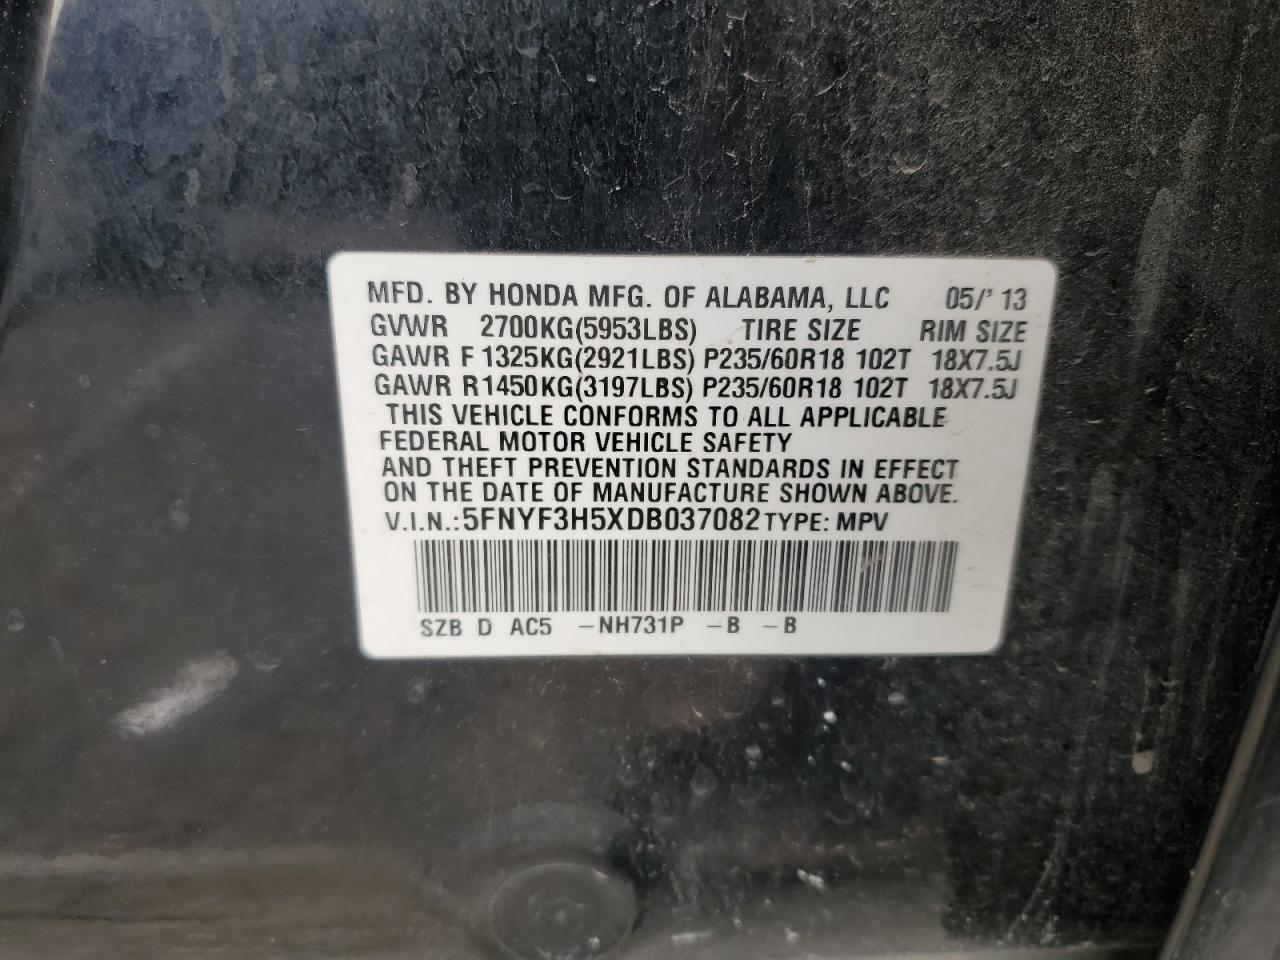 MFD. BY HONDA MFG. OF ALABAMA, LLC 05/'13
GVWR 2700KG(5953LBS) TIRE SIZE RIM SIZE
GAWR F 1325KG(2921LBS) P235/60R18 102T 18X7.5J
GAWR R1450KG(3197LBS) P235/60R18 102T 18X7.5J
THIS VEHICLE CONFORMS TO ALL APPLICABLE
FEDERAL MOTOR VEHICLE SAFETY
AND THEFT PREVENTION STANDARDS IN EFFECT
ON THE DATE OF MANUFACTURE SHOWN ABOVE.
V.I.N.:5FNYF3H5XDB037082 TYPE: MPV
SZB D AC5 -NH731P -B -B